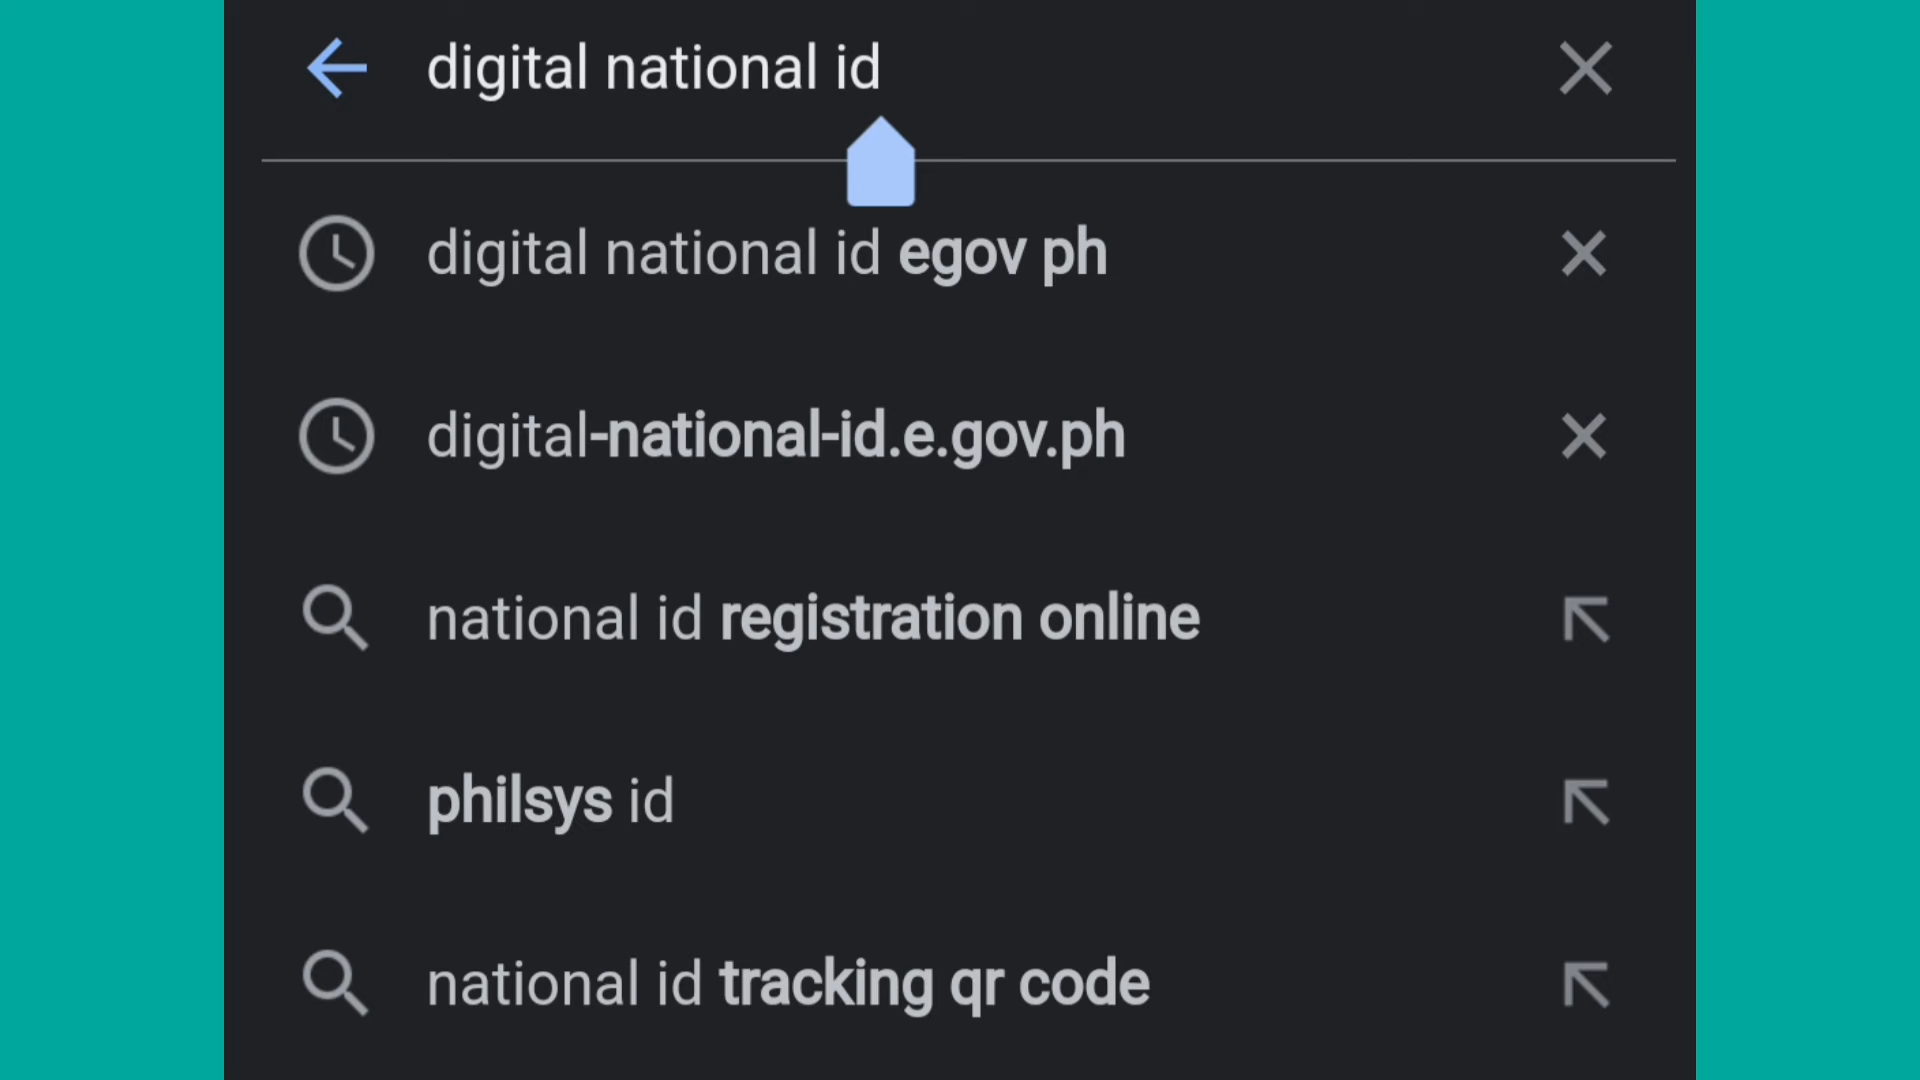 digital national id
digital national id egov ph
digital-national-id.e.gov.ph
national id registration online
philsys id
national id tracking qr code